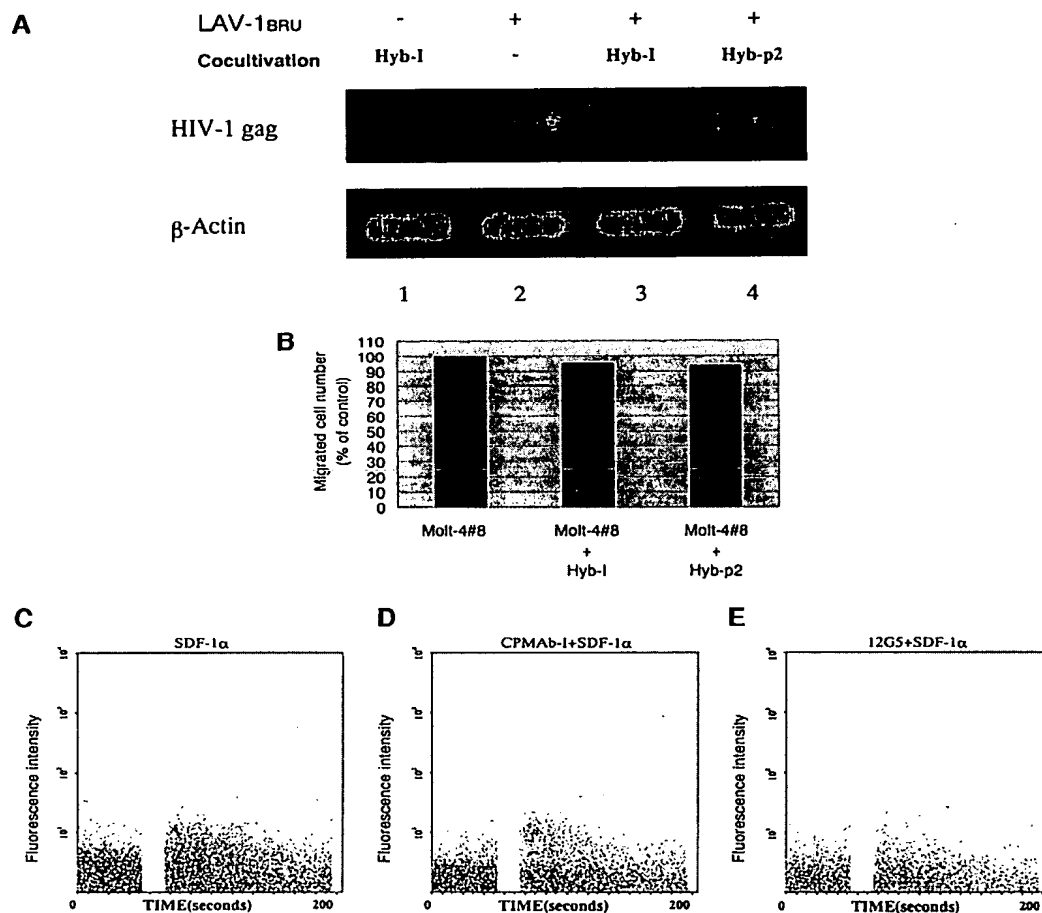 A
LAV-1BRU - + + +
Cocultivation Hyb-I - Hyb-I Hyb-p2
HIV-1 gag
β-Actin
1 2 3 4
B
Migrated cell number
(% of control)
110
100
90
80
70
60
50
40
30
20
10
0
Molt-4#8
Molt-4#8
+
Hyb-I
Molt-4#8
+
Hyb-p2
C
SDF-1α
Fluorescence intensity
0 TIME(seconds) 200
D
CPMAb-I+SDF-1α
Fluorescence intensity
0 TIME(seconds) 200
E
12G5+SDF-1α
Fluorescence intensity
0 TIME(seconds) 200